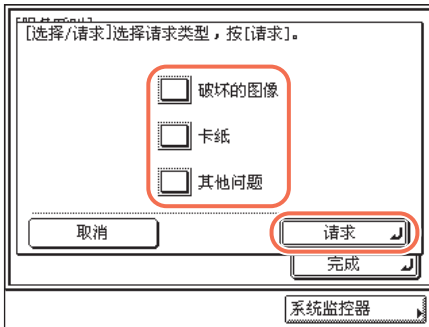 [选择/请求]选择请求类型，按[请求]。
破坏的图像
卡纸
其他问题
取消
请求
完成
系统监控器